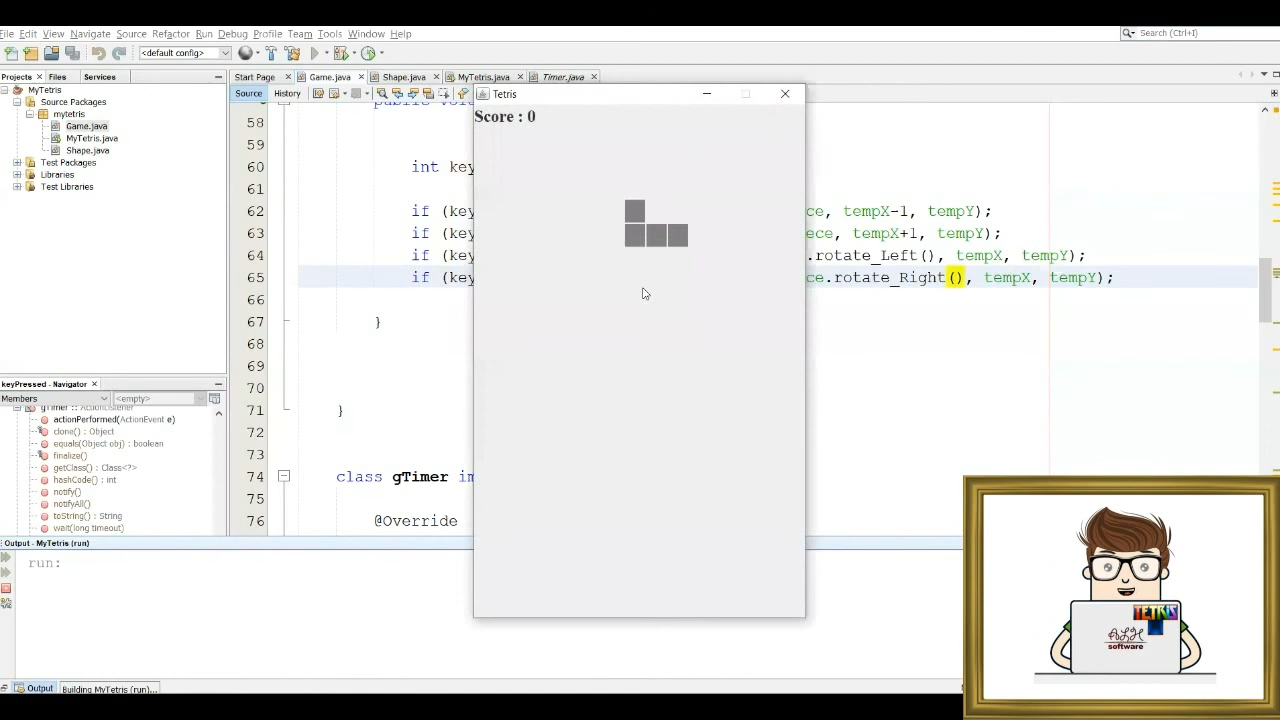 File Edit View Navigate Source Refactor Run Debug Profile Team Tools Window Help
Search (Ctrl+I)
<default config>
Projects Files Services
Start Page Game.java Shape.java MyTetris.java Timer.java
MyTetris
Source Packages
mytetris
Game.java
MyTetris.java
Shape.java
Test Packages
Libraries
Test Libraries
Source History
Tetris
Score : 0
58
59
60 int key
61
62 if (key ce, tempX-1, tempY);
63 if (key ece, tempX+1, tempY);
64 if (key .rotate_Left(), tempX, tempY);
65 if (key ce.rotate_Right(), tempX, tempY);
66
67 }
68
69
70
71 }
72
73
74 class gTimer im
75
76 @Override
keyPressed - Navigator
Members <empty>
gTimer :: ActionListener
actionPerformed(ActionEvent e)
clone() : Object
equals(Object obj) : boolean
finalize()
getClass() : Class<?>
hashCode() : int
notify()
notifyAll()
toString() : String
wait(long timeout)
Output - MyTetris (run)
run:
Output Building MyTetris (run)...
TETRIS
software